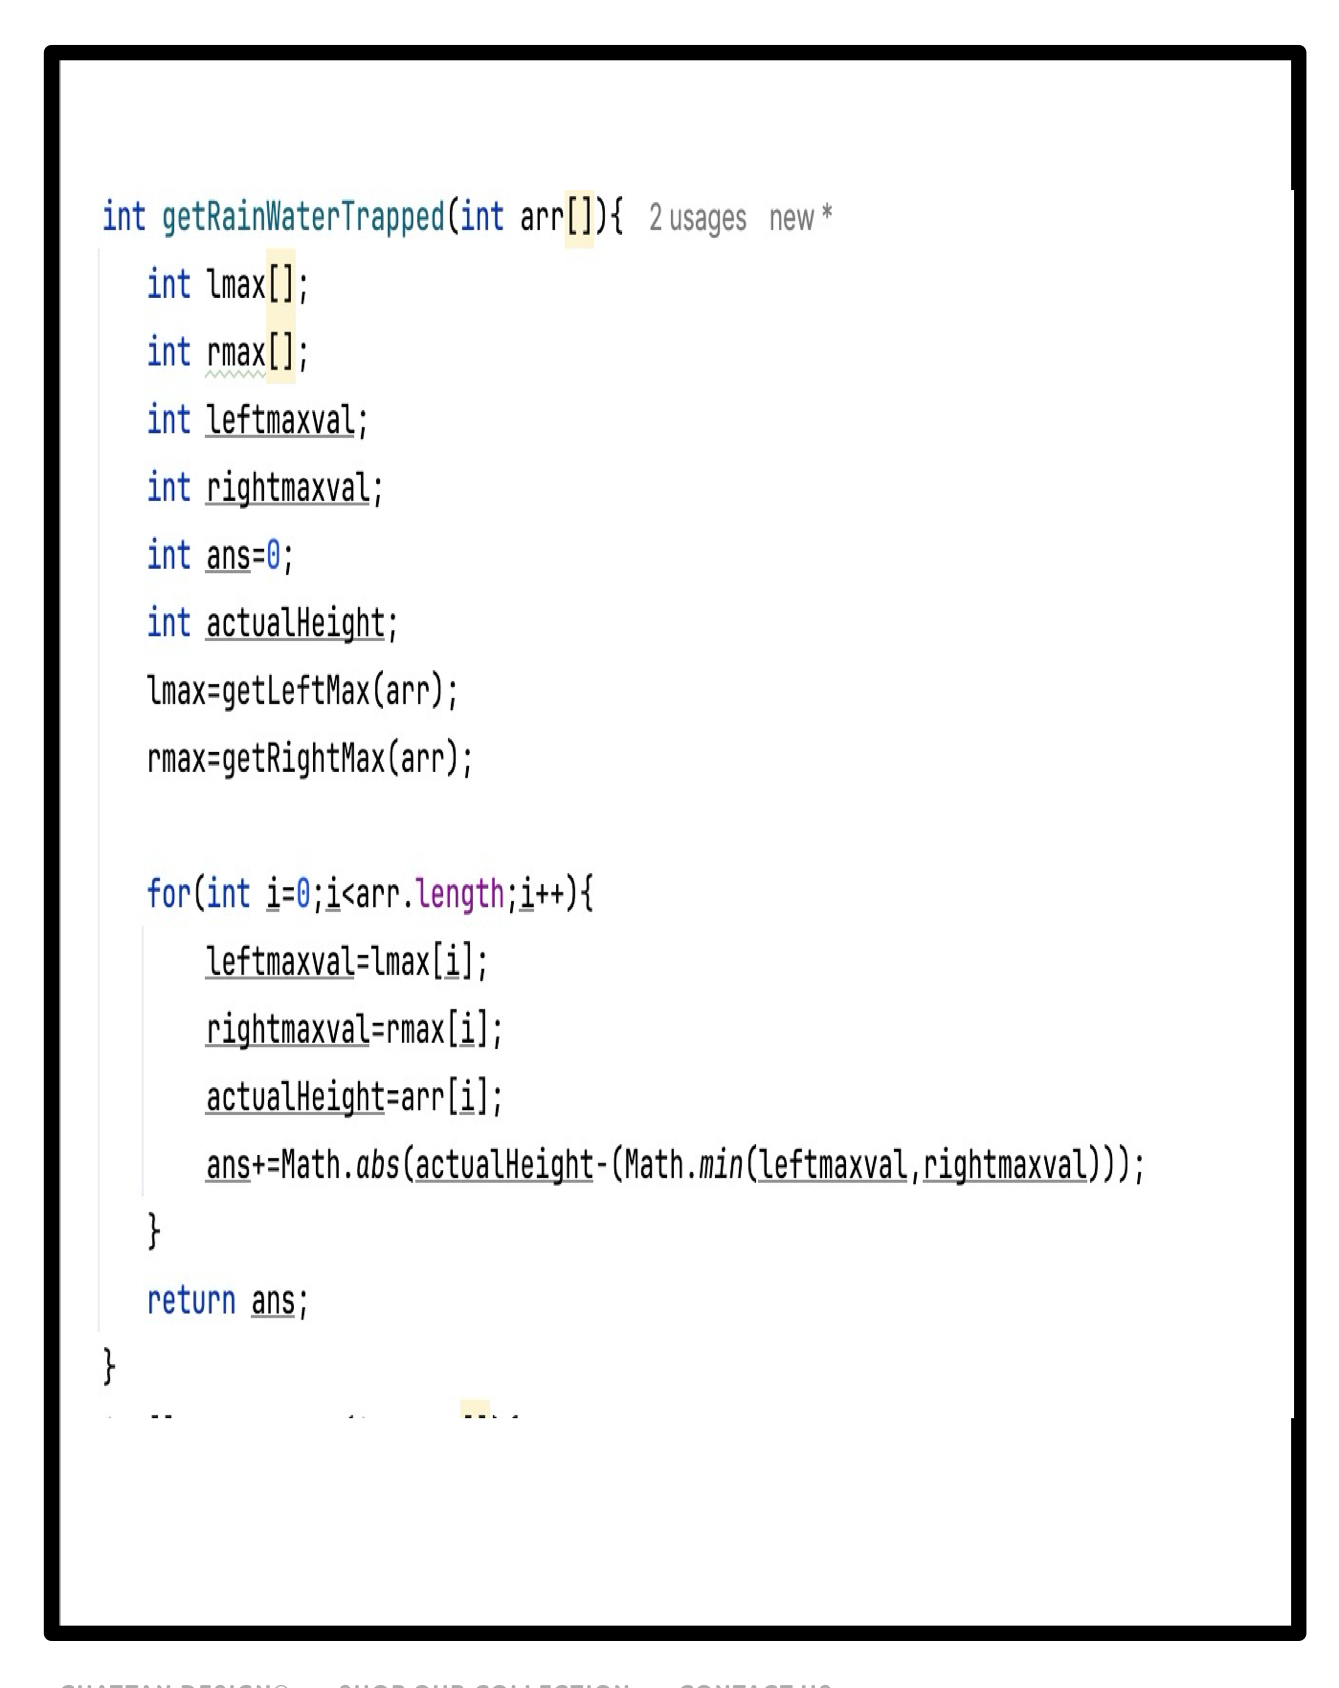 int getRainWaterTrapped(int arr[]){ 2 usages new *
int lmax[];
int rmax[];
int leftmaxval;
int rightmaxval;
int ans=0;
int actualHeight;
lmax=getLeftMax(arr);
rmax=getRightMax(arr);
for(int i=0;i<arr.length;i++){
leftmaxval=lmax[i];
rightmaxval=rmax[i];
actualHeight=arr[i];
ans+=Math.abs(actualHeight-(Math.min(leftmaxval,rightmaxval)));
}
return ans;
}